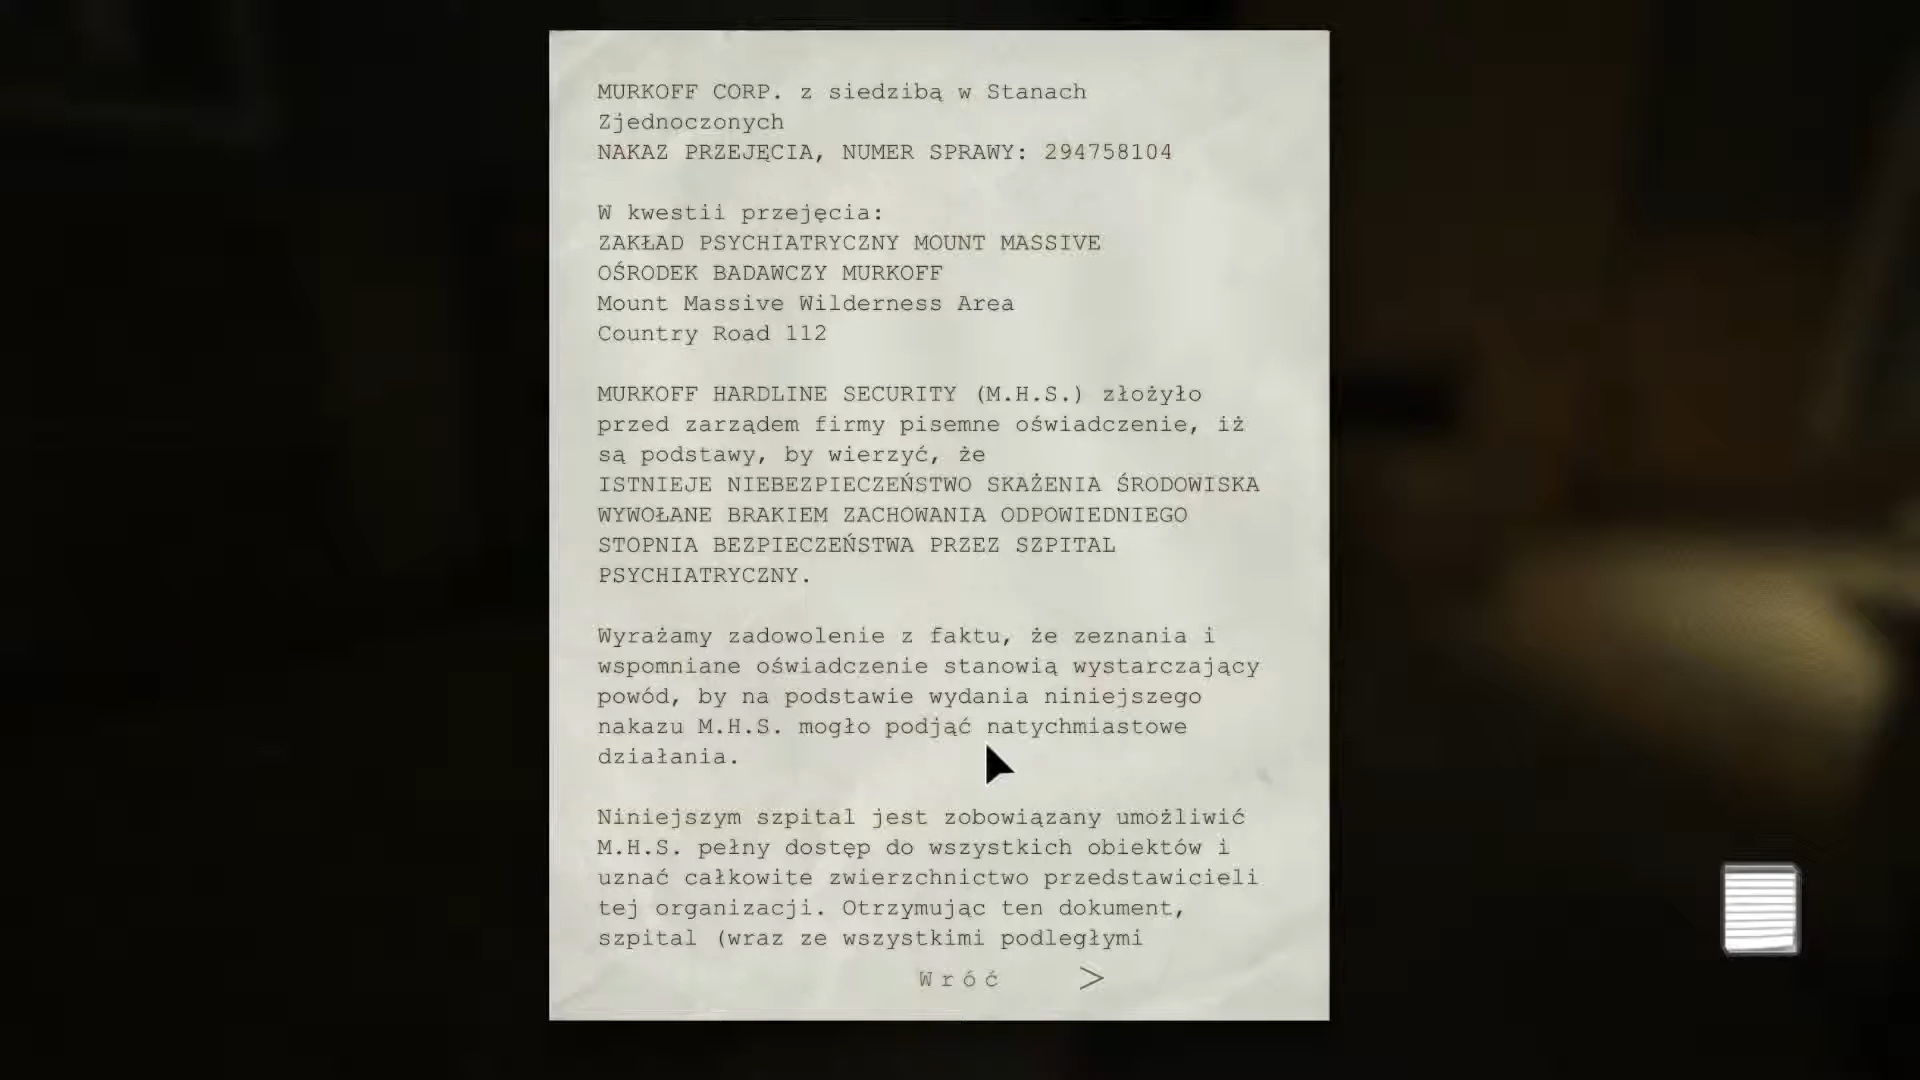 MURKOFF CORP. z siedzibą w Stanach
Zjednoczonych
NAKAZ PRZEJĘCIA, NUMER SPRAWY: 294758104
W kwestii przejęcia:
ZAKŁAD PSYCHIATRYCZNY MOUNT MASSIVE
OŚRODEK BADAWCZY MURKOFF
Mount Massive Wilderness Area
Country Road 112
MURKOFF HARDLINE SECURITY (M.H.S.) złożyło
przed zarządem firmy pisemne oświadczenie, iż
są podstawy, by wierzyć, że
ISTNIEJE NIEBEZPIECZEŃSTWO SKAŻENIA ŚRODOWISKA
WYWOŁANE BRAKIEM ZACHOWANIA ODPOWIEDNIEGO
STOPNIA BEZPIECZEŃSTWA PRZEZ SZPITAL
PSYCHIATRYCZNY.
Wyrażamy zadowolenie z faktu, że zeznania i
wspomniane oświadczenie stanowią wystarczający
powód, by na podstawie wydania niniejszego
nakazu M.H.S. mogło podjąć natychmiastowe
działania.
Niniejszym szpital jest zobowiązany umożliwić
M.H.S. pełny dostęp do wszystkich obiektów i
uznać całkowite zwierzchnictwo przedstawicieli
tej organizacji. Otrzymując ten dokument,
szpital (wraz ze wszystkimi podległymi
Wróć >